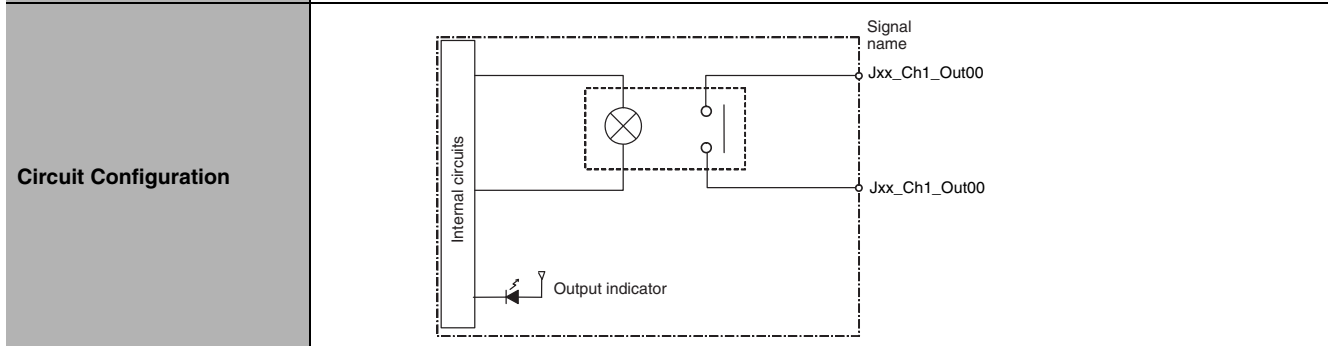 Circuit Configuration
Signal
name
Jxx_Ch1_Out00
Internal circuits
Jxx_Ch1_Out00
Output indicator